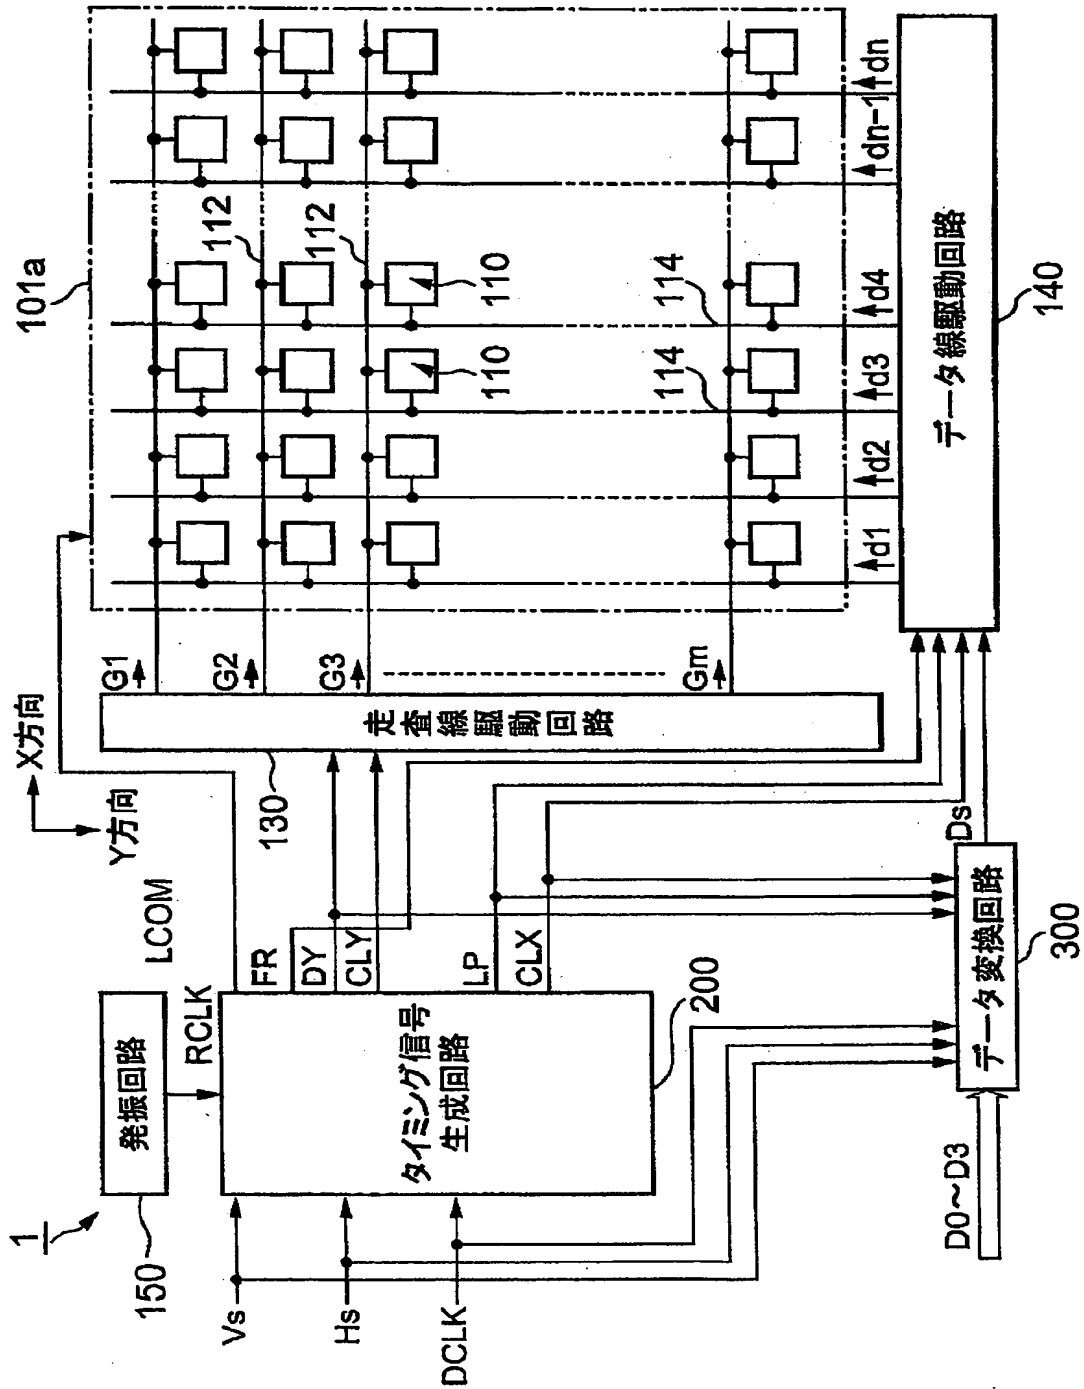 1
発振回路
150
RCLK
LCOM
X方向
Y方向
101a
Vs
Hs
DCLK
タイミング信号
生成回路
200
FR
DY
CLY
LP
CLX
130
走査線駆動回路
G1
G2
G3
Gm
112
112
110
110
114
114
d1
d2
d3
d4
dn-1
dn
データ線駆動回路
140
D0～D3
データ変換回路
300
Ds